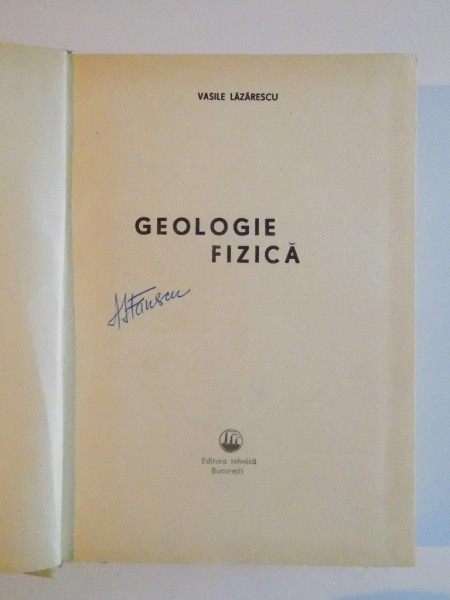 VASILE LĂZĂRESCU
GEOLOGIE
FIZICĂ
Editura tehnică
București